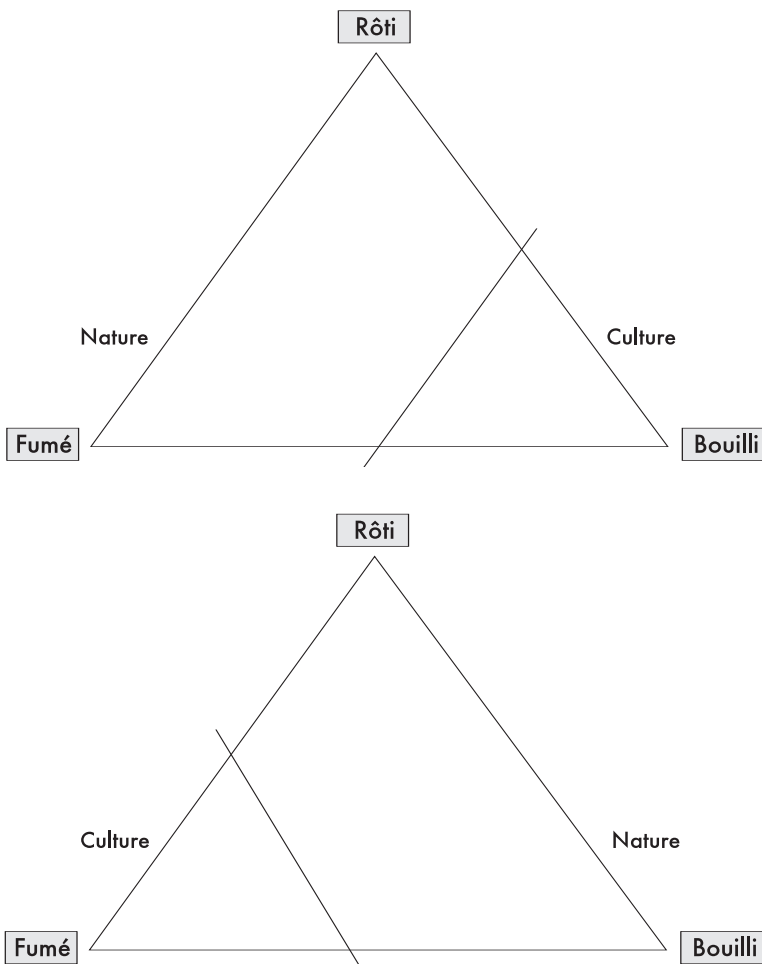 Rôti
Nature
Culture
Fumé
Bouilli
Rôti
Culture
Nature
Fumé
Bouilli